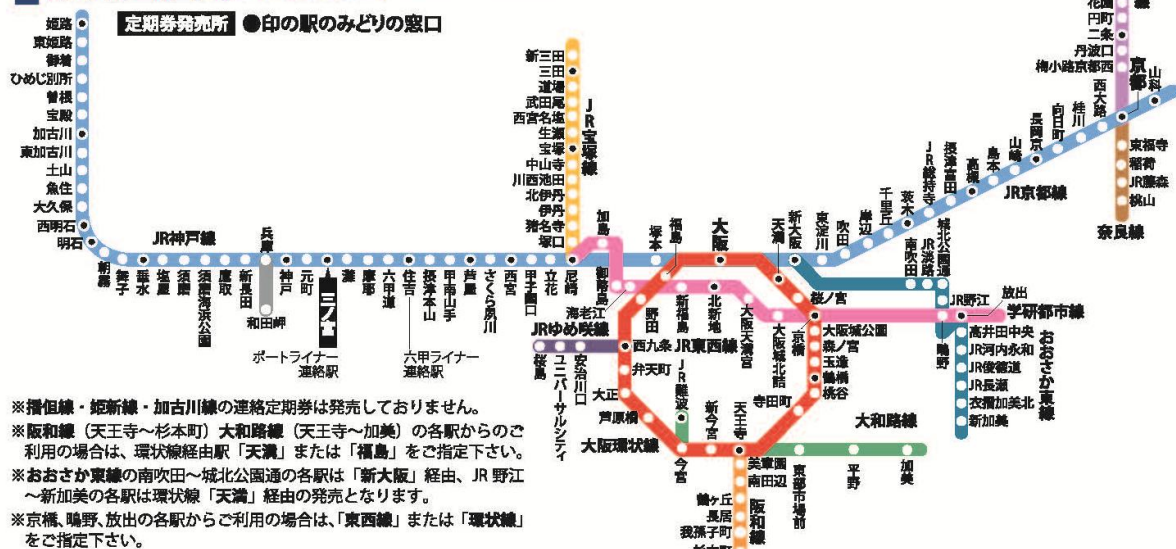 定期券発売所 ●印の駅のみどりの窓口
姫路
東姫路
御着
ひめじ別所
曽根
宝殿
加古川
東加古川
土山
魚住
大久保
西明石
明石
朝霧
舞子
垂水
塩屋
須磨
須磨海浜公園
鷹取
新長田
兵庫
和田岬
神戸
元町
三ノ宮
ポートライナー
連絡駅
灘
摩耶
六甲道
住吉
六甲ライナー
連絡駅
摂津本山
甲南山手
芦屋
さくら夙川
西宮
甲子園口
立花
尼崎
JR神戸線
新三田
三田
道場
武田尾
西宮名塩
生瀬
宝塚
中山寺
川西池田
北伊丹
伊丹
猪名寺
塚口
JR宝塚線
加島
御幣島
海老江
新福島
北新地
大阪天満宮
大阪城北詰
京橋
JR東西線
塚本
福島
大阪
天満
桜ノ宮
大阪城公園
森ノ宮
玉造
鶴橋
桃谷
寺田町
天王寺
新今宮
今宮
芦原橋
大正
弁天町
西九条
野田
大阪環状線
JR難波
JRゆめ咲線
桜島
ユニバーサルシティ
安治川口
新大阪
東淀川
吹田
岸辺
千里丘
茨木
JR総持寺
摂津富田
高槻
島本
山崎
長岡京
向日町
桂川
西大路
京都
山科
JR京都線
花園
円町
二条
丹波口
梅小路京都西
線
東福寺
稲荷
JR藤森
桃山
奈良線
南吹田
JR淡路
城北公園通
JR野江
鴫野
放出
学研都市線
高井田中央
JR河内永和
JR俊徳道
JR長瀬
衣摺加美北
新加美
おおさか東線
大和路線
東部市場前
平野
加美
美章園
南田辺
鶴ヶ丘
長居
我孫子町
杉本町
阪和線
※播但線・姫新線・加古川線の連絡定期券は発売しておりません。
※阪和線（天王寺～杉本町）大和路線（天王寺～加美）の各駅からのご
利用の場合は、環状線経由駅「天満」または「福島」をご指定下さい。
※おおさか東線の南吹田～城北公園通の各駅は「新大阪」経由、JR野江
～新加美の各駅は環状線「天満」経由の発売となります。
※京橋、鴫野、放出の各駅からご利用の場合は、「東西線」または「環状線」
をご指定下さい。